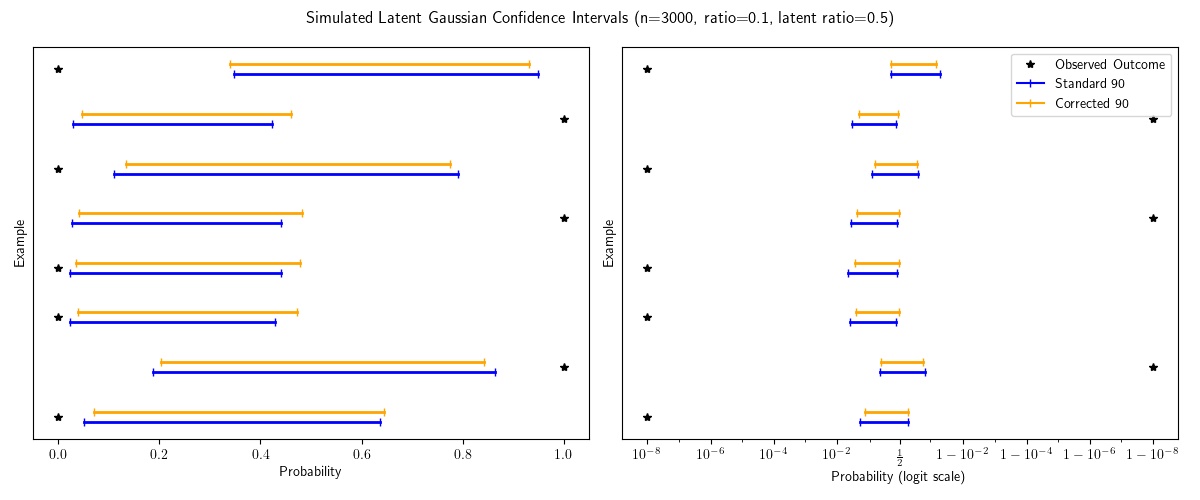 Simulated Latent Gaussian Confidence Intervals (n=3000, ratio=0.1, latent ratio=0.5)
Example
0.0 0.2 0.4 0.6 0.8 1.0
Probability
Example
Observed Outcome
Standard 90
Corrected 90
10⁻⁸ 10⁻⁶ 10⁻⁴ 10⁻² 1/2 1 − 10⁻² 1 − 10⁻⁴ 1 − 10⁻⁶ 1 − 10⁻⁸
Probability (logit scale)